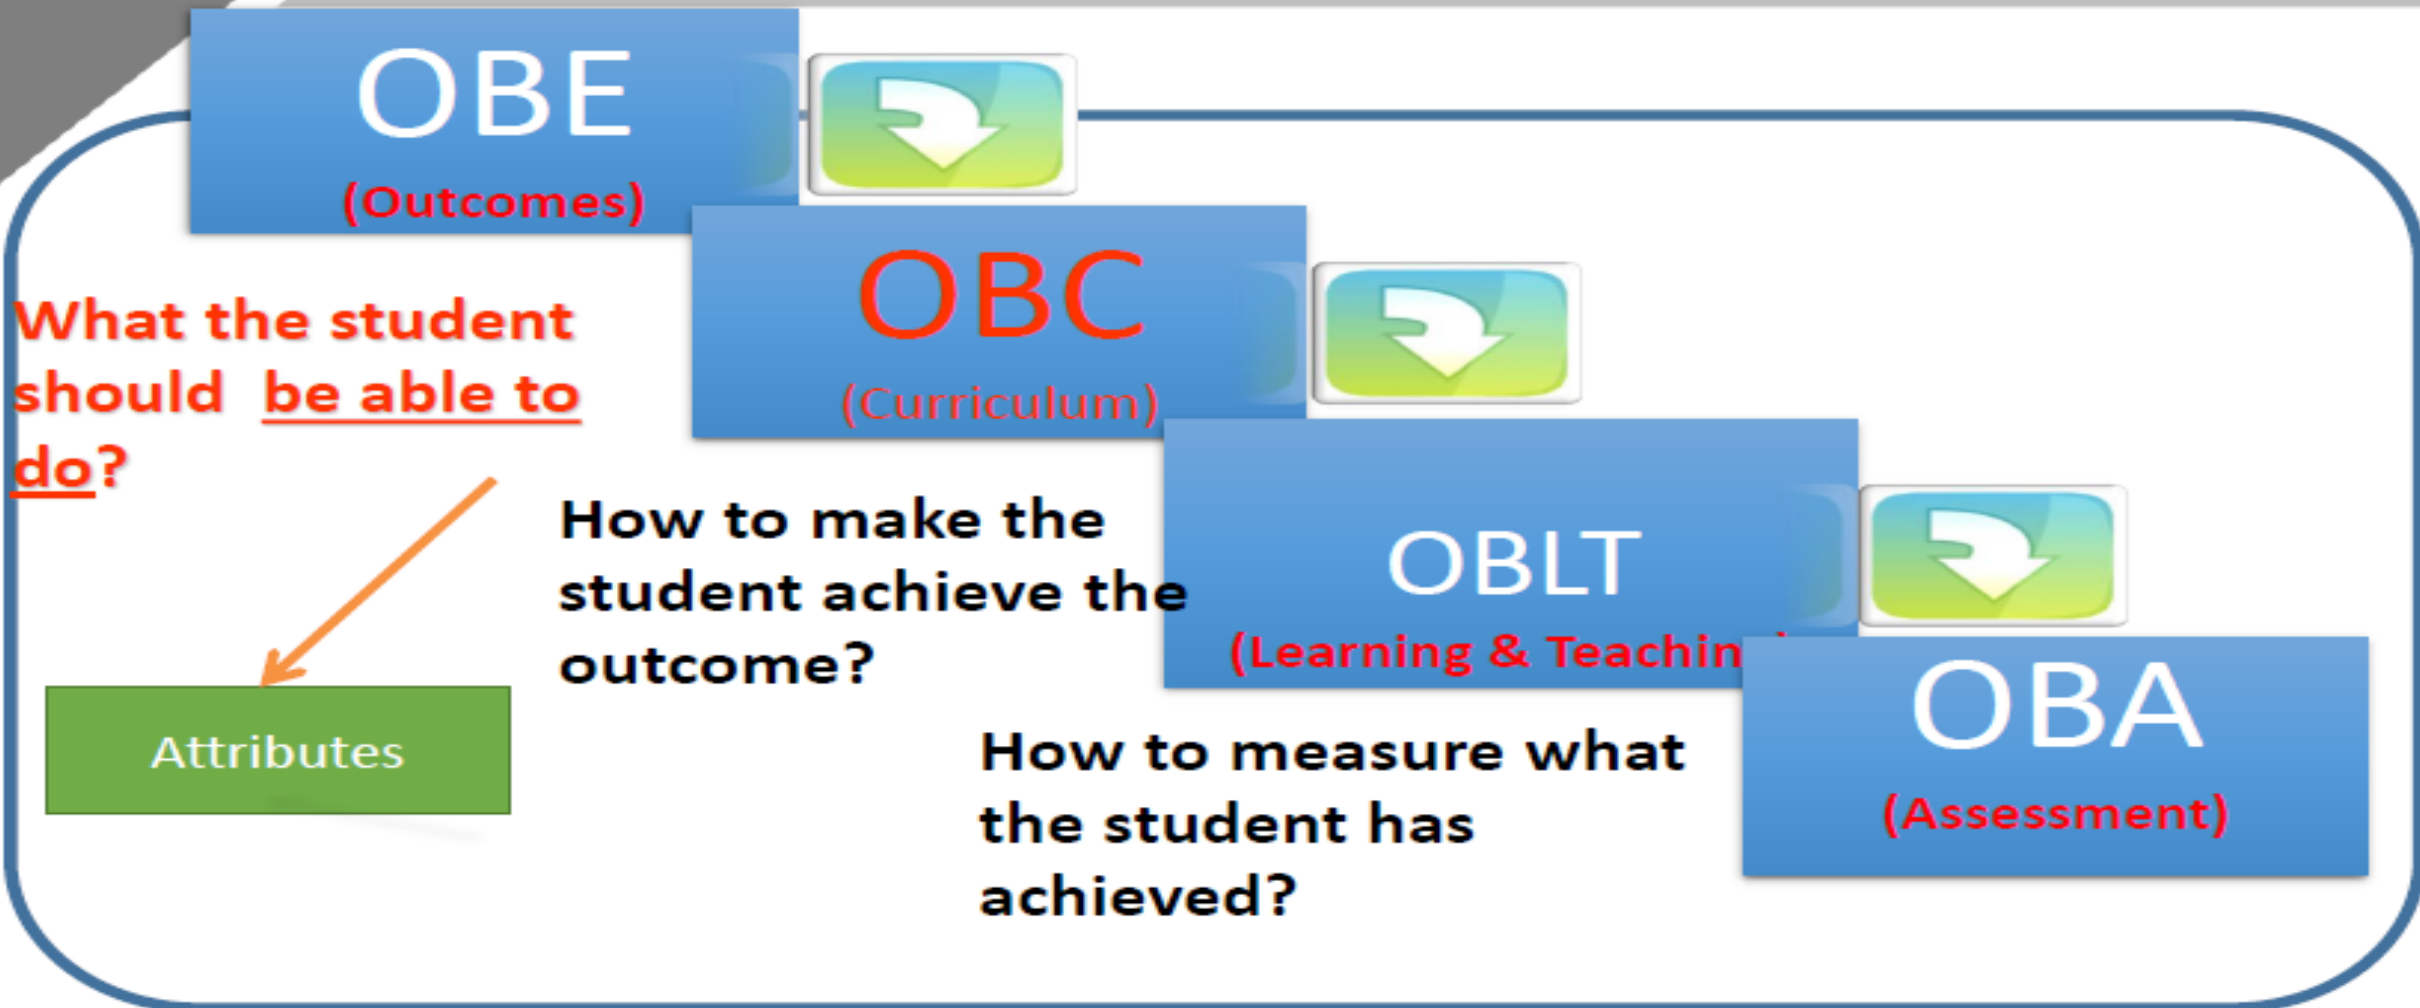 OBE
(Outcomes)
OBC
(Curriculum)
What the student
should be able to
do?
OBLT
(Learning & Teachin
How to make the
student achieve the
outcome?
OBA
(Assessment)
Attributes
How to measure what
the student has
achieved?